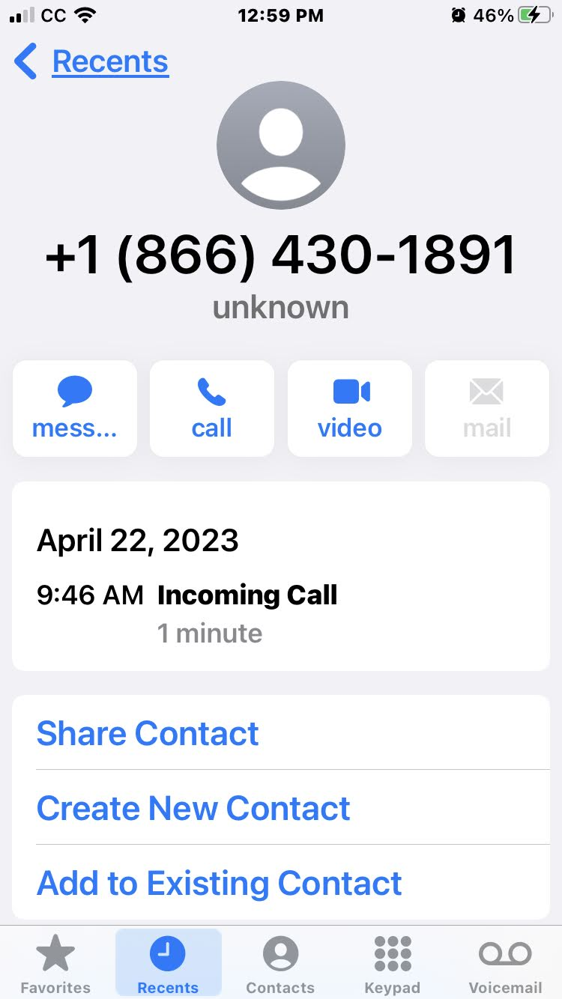 CC 12:59 PM 46%
Recents
+1 (866) 430-1891
unknown
mess... call video mail
April 22, 2023
9:46 AM Incoming Call
1 minute
Share Contact
Create New Contact
Add to Existing Contact
Favorites Recents Contacts Keypad Voicemail